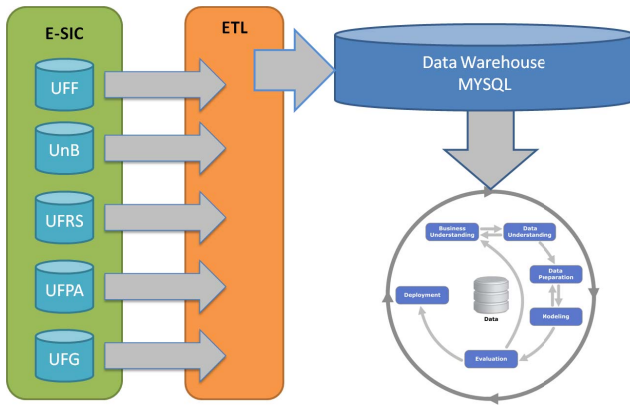 E-SIC
UFF
UnB
UFRS
UFPA
UFG
ETL
Data Warehouse
MYSQL
Business
Understanding
Data
Understanding
Data
Preparation
Modeling
Evaluation
Deployment
Data